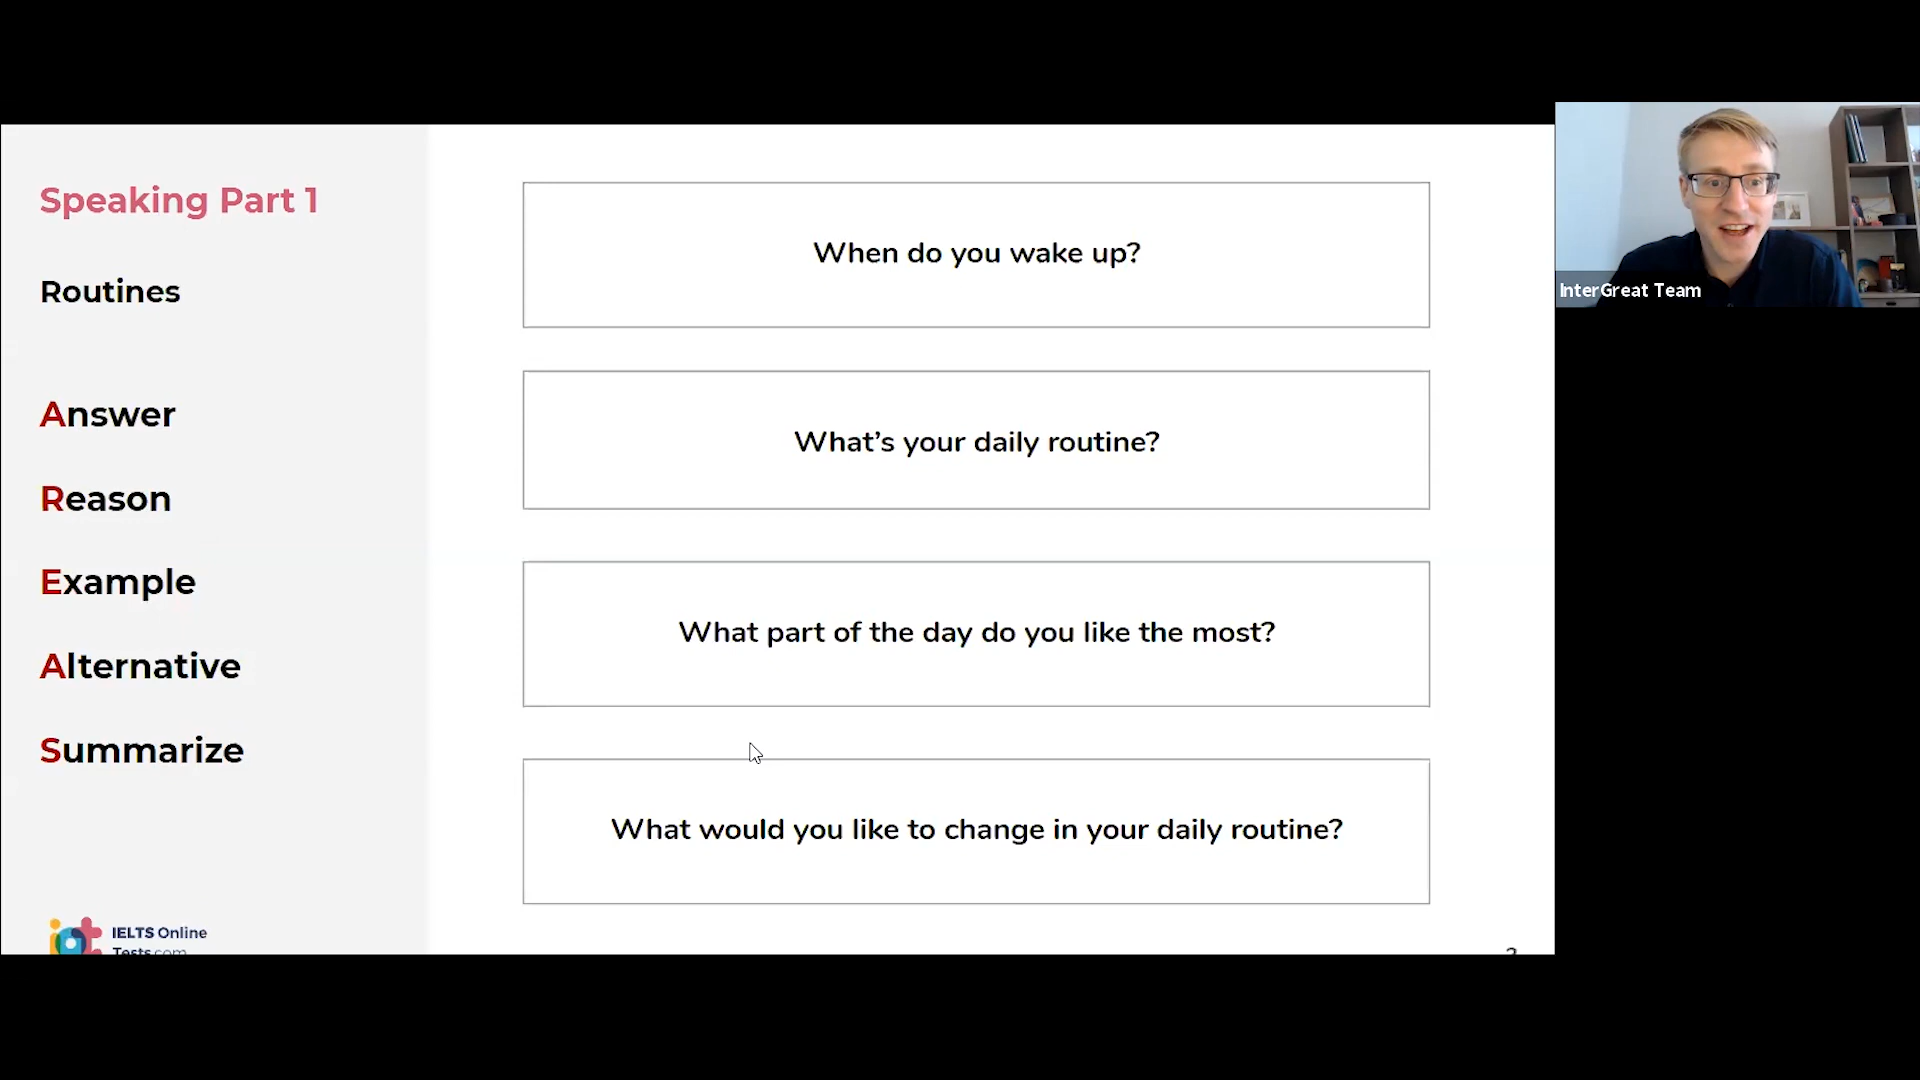 Speaking Part 1
Routines
Answer
Reason
Example
Alternative
Summarize
IELTS Online
Tests.com
When do you wake up?
What's your daily routine?
What part of the day do you like the most?
What would you like to change in your daily routine?
InterGreat Team